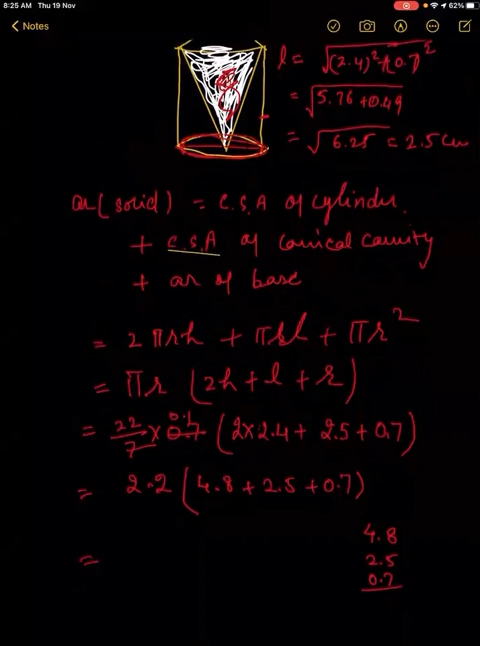 8:25 AM Thu 19 Nov
62%
Notes
l = √(2.4)² + (0.7)²
= √5.76 + 0.49
= √6.25 = 2.5 cm
ar (solid) = C.S.A of cylinder.
+ C.S.A of conical cavity
+ ar of base
= 2πrh + πrl + πr²
= πr (2h + l + r)
= 22/7 × 0.7 0.1 (2×2.4 + 2.5 + 0.7)
= 2.2 (4.8 + 2.5 + 0.7)
4.8
2.5
= 0.7